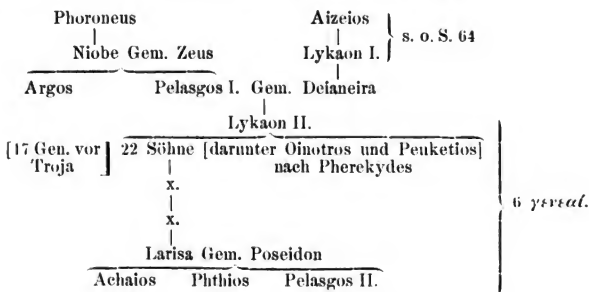 Phoroneus Aizeios
Niobe Gem. Zeus Lykaon I. s. o. S. 64
Argos Pelasgos I. Gem. Deianeira
Lykaon II.
[17 Gen. vor Troja] 22 Söhne [darunter Oinotros und Peuketios]
nach Pherekydes
x.
6 γενεαί.
x.
Larisa Gem. Poseidon
Achaios Phthios Pelasgos II.